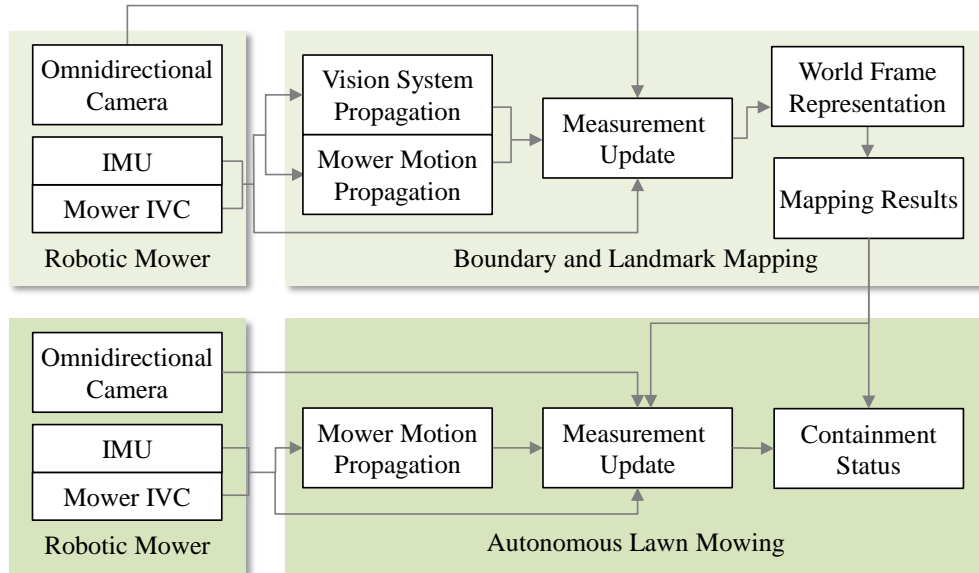 Omnidirectional
Camera
IMU
Mower IVC
Robotic Mower
Vision System
Propagation
Mower Motion
Propagation
Measurement
Update
World Frame
Representation
Mapping Results
Boundary and Landmark Mapping
Omnidirectional
Camera
IMU
Mower IVC
Robotic Mower
Mower Motion
Propagation
Measurement
Update
Containment
Status
Autonomous Lawn Mowing